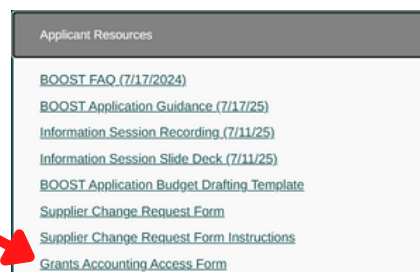 Applicant Resources
BOOST FAQ (7/17/2024)
BOOST Application Guidance (7/17/25)
Information Session Recording (7/11/25)
Information Session Slide Deck (7/11/25)
BOOST Application Budget Drafting Template
Supplier Change Request Form
Supplier Change Request Form Instructions
Grants Accounting Access Form